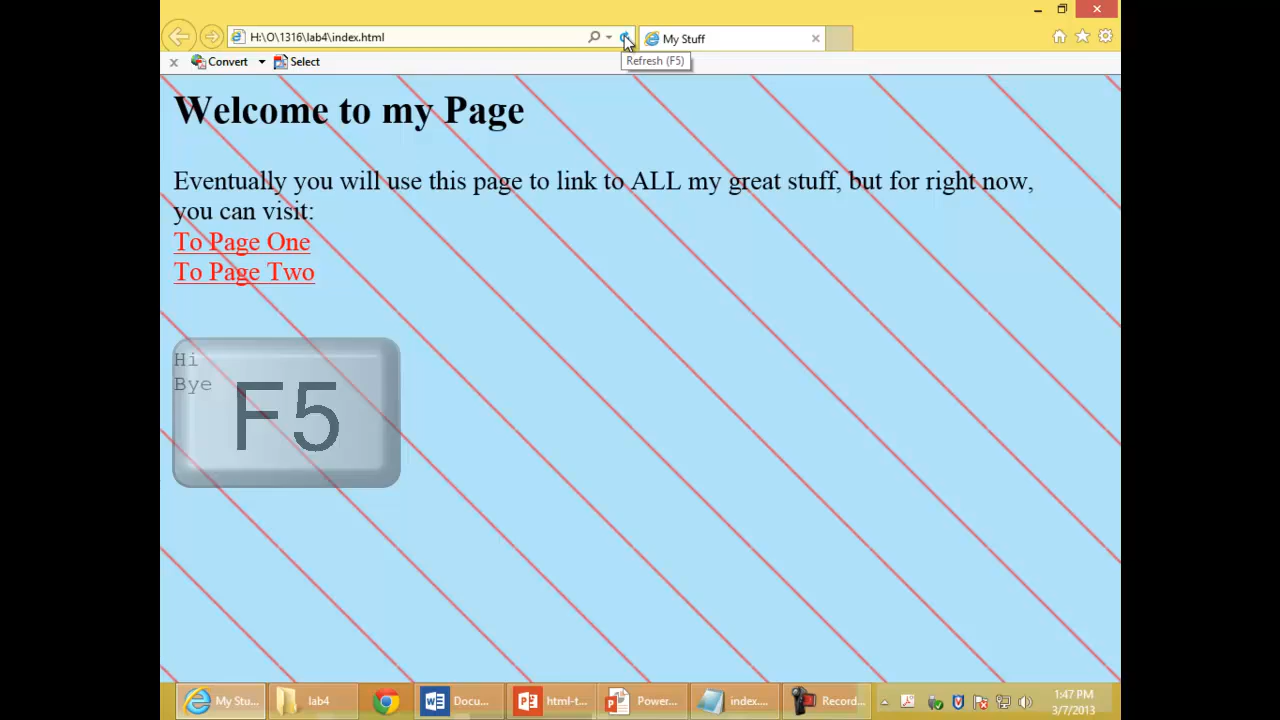 H:\O\1316\lab4\index.html
My Stuff
Convert
Select
Refresh (F5)
Welcome to my Page
Eventually you will use this page to link to ALL my great stuff, but for right now,
you can visit:
To Page One
To Page Two
Hi
Bye
F5
My Stu...
lab4
Docu...
html-t...
Power...
index....
Record...
1:47 PM
3/7/2013